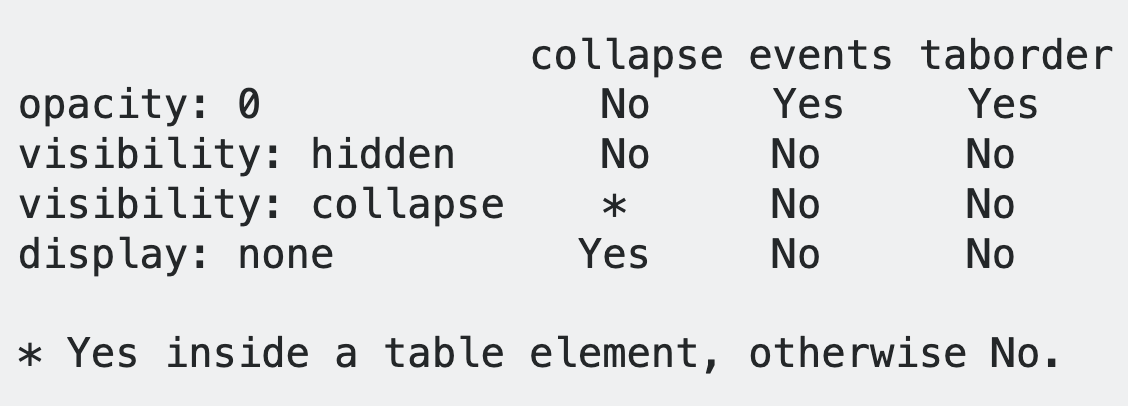 collapse events taborder
opacity: 0 No Yes Yes
visibility: hidden No No No
visibility: collapse * No No
display: none Yes No No
* Yes inside a table element, otherwise No.